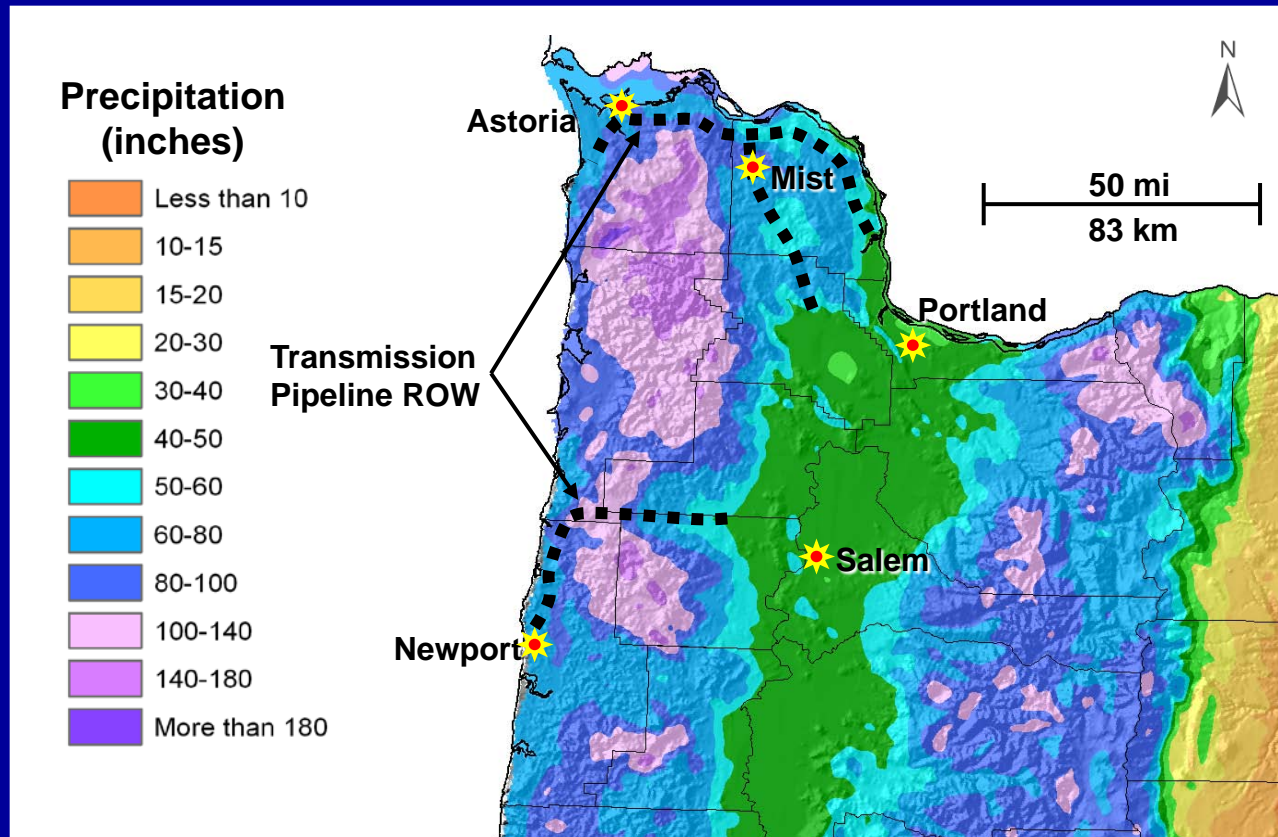 Precipitation
(inches)
Less than 10
10-15
15-20
20-30
30-40
40-50
50-60
60-80
80-100
100-140
140-180
More than 180
Astoria
Mist
N
50 mi
83 km
Portland
Transmission
Pipeline ROW
Salem
Newport